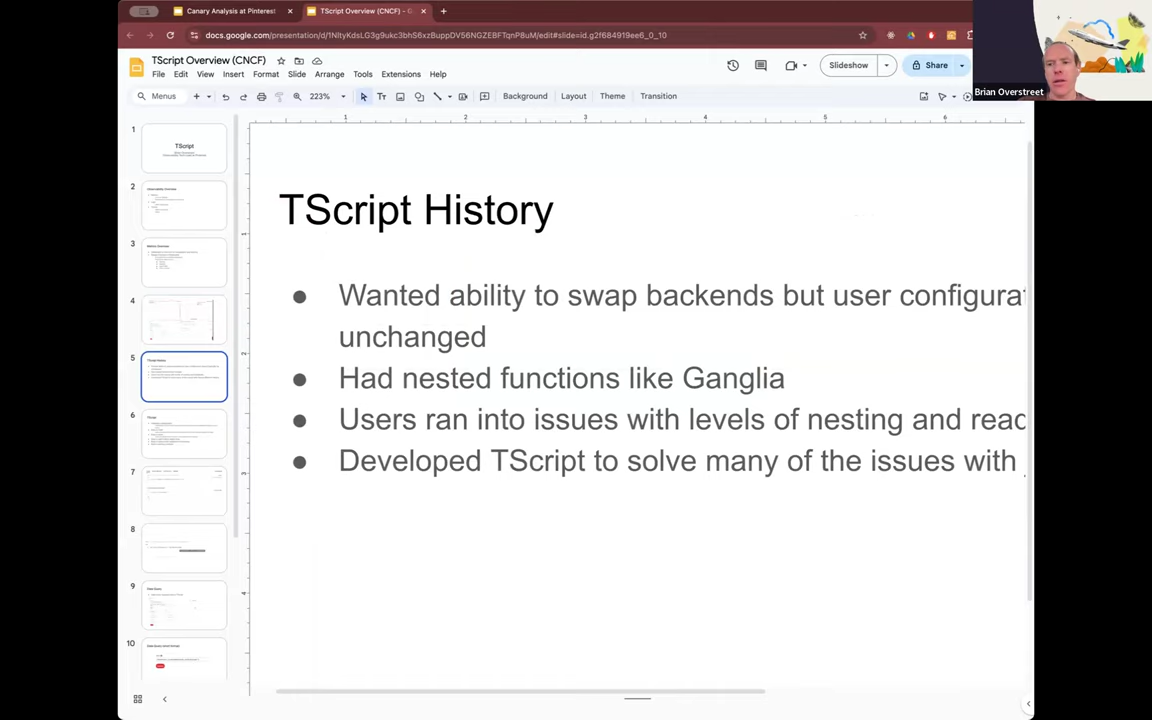 Canary Analysis at Pinterest
TScript Overview (CNCF) - G
docs.google.com/presentation/d/1NltyKdsLG3g9ukc3bhS6xzBuppDV56NGZEBFTqnP8uM/edit#slide=id.g2f684919ee6_0_10
TScript Overview (CNCF)
File Edit View Insert Format Slide Arrange Tools Extensions Help
Slideshow
Share
Brian Overstreet
Menus
223%
Background Layout Theme Transition
1 2 3 4 5 6
1
TScript
2
3
4
5
TScript History
6
7
8
9
10
TScript History
● Wanted ability to swap backends but user configurat
unchanged
● Had nested functions like Ganglia
● Users ran into issues with levels of nesting and read
● Developed TScript to solve many of the issues with